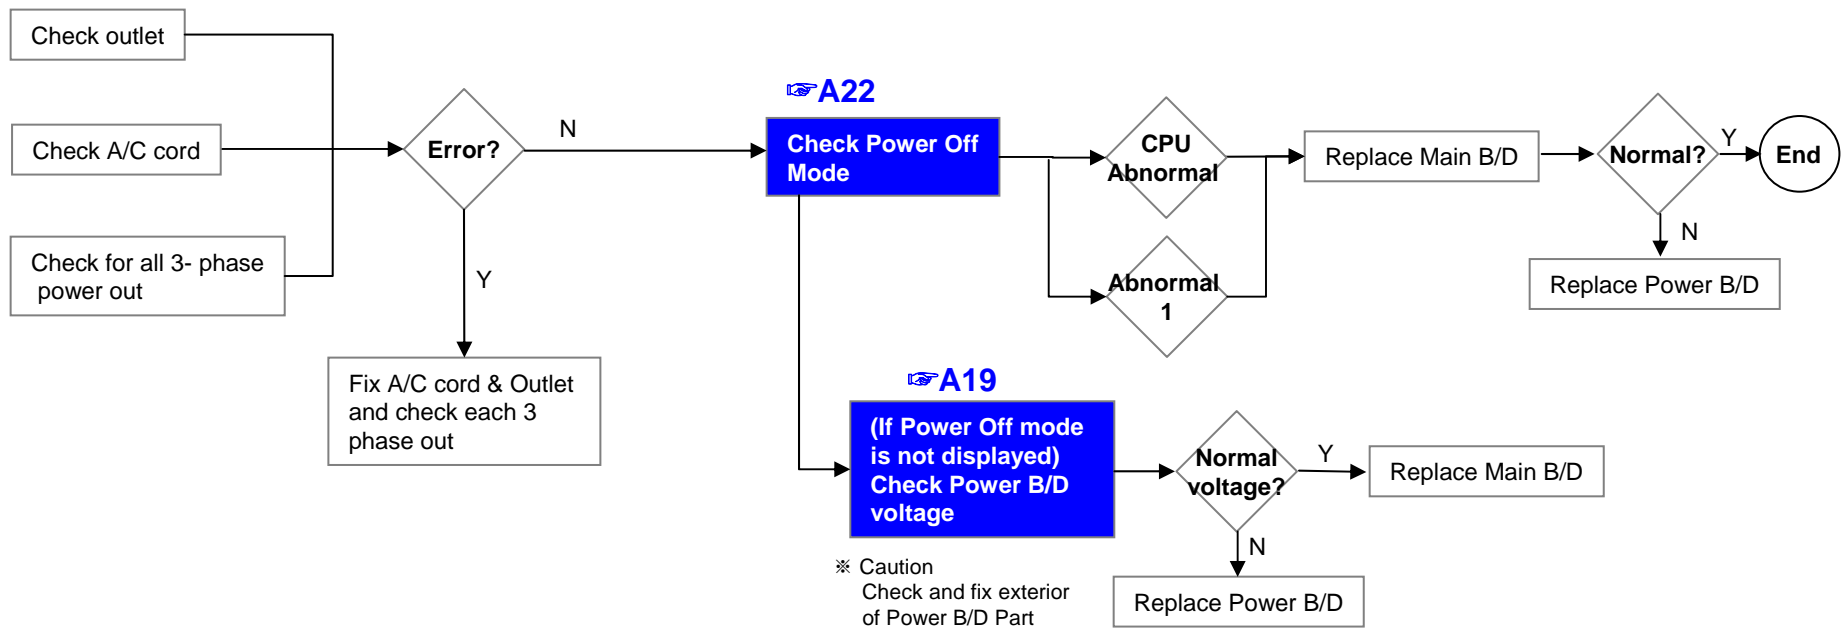 Check outlet
Check A/C cord
Check for all 3- phase
power out
Error?
N
Y
Fix A/C cord & Outlet
and check each 3
phase out
☞A22
Check Power Off
Mode
CPU
Abnormal
Abnormal
1
Replace Main B/D
Normal?
Y
End
N
Replace Power B/D
☞A19
(If Power Off mode
is not displayed)
Check Power B/D
voltage
※ Caution
Check and fix exterior
of Power B/D Part
Normal
voltage?
Y
Replace Main B/D
N
Replace Power B/D